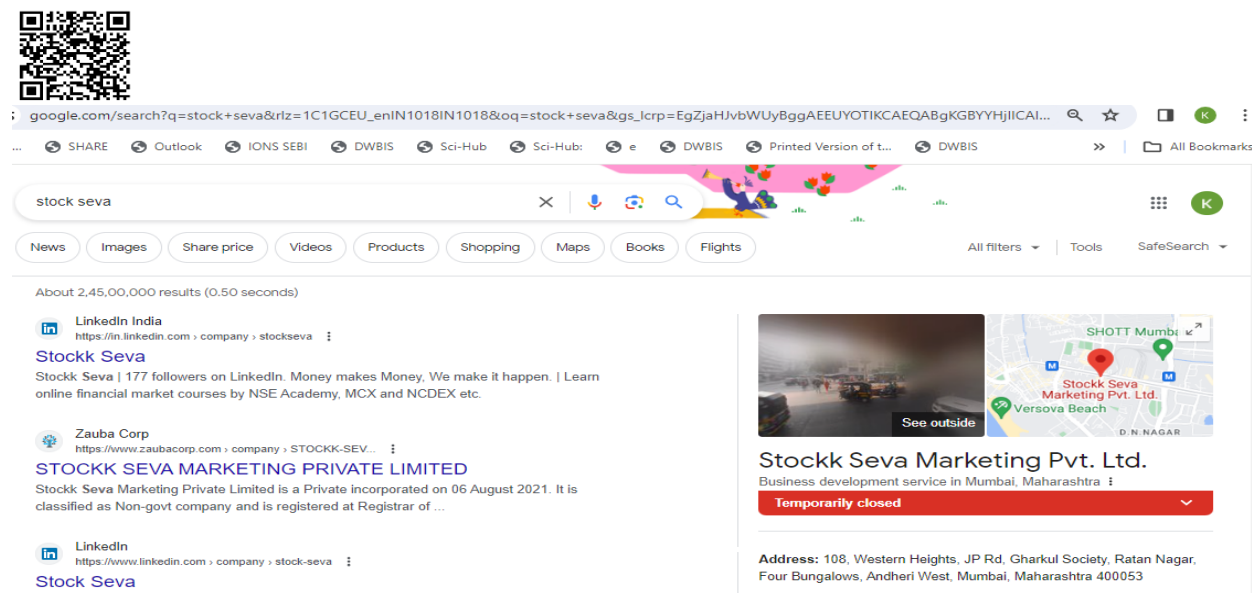 google.com/search?q=stock+seva&rlz=1C1GCEU_enIN1018IN1018&oq=stock+seva&gs_lcrp=EgZjaHJvbWUyBggAEEUYOTIKCAEQABgKGBYYHjIICAI...
K
... SHARE Outlook IONS SEBI DWBIS Sci-Hub Sci-Hub: e DWBIS Printed Version of t... DWBIS » All Bookmarks
stock seva
K
News Images Share price Videos Products Shopping Maps Books Flights All filters Tools SafeSearch
About 2,45,00,000 results (0.50 seconds)
LinkedIn India
https://in.linkedin.com › company › stockseva
Stockk Seva
Stockk Seva | 177 followers on LinkedIn. Money makes Money, We make it happen. | Learn
online financial market courses by NSE Academy, MCX and NCDEX etc.
Zauba Corp
https://www.zaubacorp.com › company › STOCKK-SEV...
STOCKK SEVA MARKETING PRIVATE LIMITED
Stockk Seva Marketing Private Limited is a Private incorporated on 06 August 2021. It is
classified as Non-govt company and is registered at Registrar of ...
LinkedIn
https://www.linkedin.com › company › stock-seva
Stock Seva
See outside
SHOTT Mumba
Stockk Seva
Marketing Pvt. Ltd.
Versova Beach
D.N.NAGAR
Stockk Seva Marketing Pvt. Ltd.
Business development service in Mumbai, Maharashtra
Temporarily closed
Address: 108, Western Heights, JP Rd, Gharkul Society, Ratan Nagar,
Four Bungalows, Andheri West, Mumbai, Maharashtra 400053